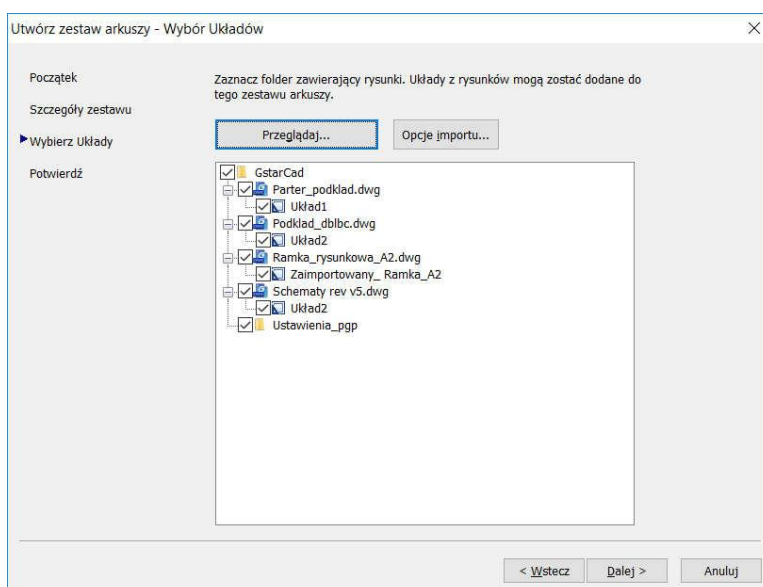 Utwórz zestaw arkuszy - Wybór Układów
Początek
Szczegóły zestawu
Wybierz Układy
Potwierdź
Zaznacz folder zawierający rysunki. Układy z rysunków mogą zostać dodane do
tego zestawu arkuszy.
Przeglądaj...
Opcje importu...
GstarCad
Parter_podklad.dwg
Układ1
Podklad_dblbc.dwg
Układ2
Ramka_rysunkowa_A2.dwg
Zaimportowany_ Ramka_A2
Schematy rev v5.dwg
Układ2
Ustawienia_pgp
< Wstecz
Dalej >
Anuluj